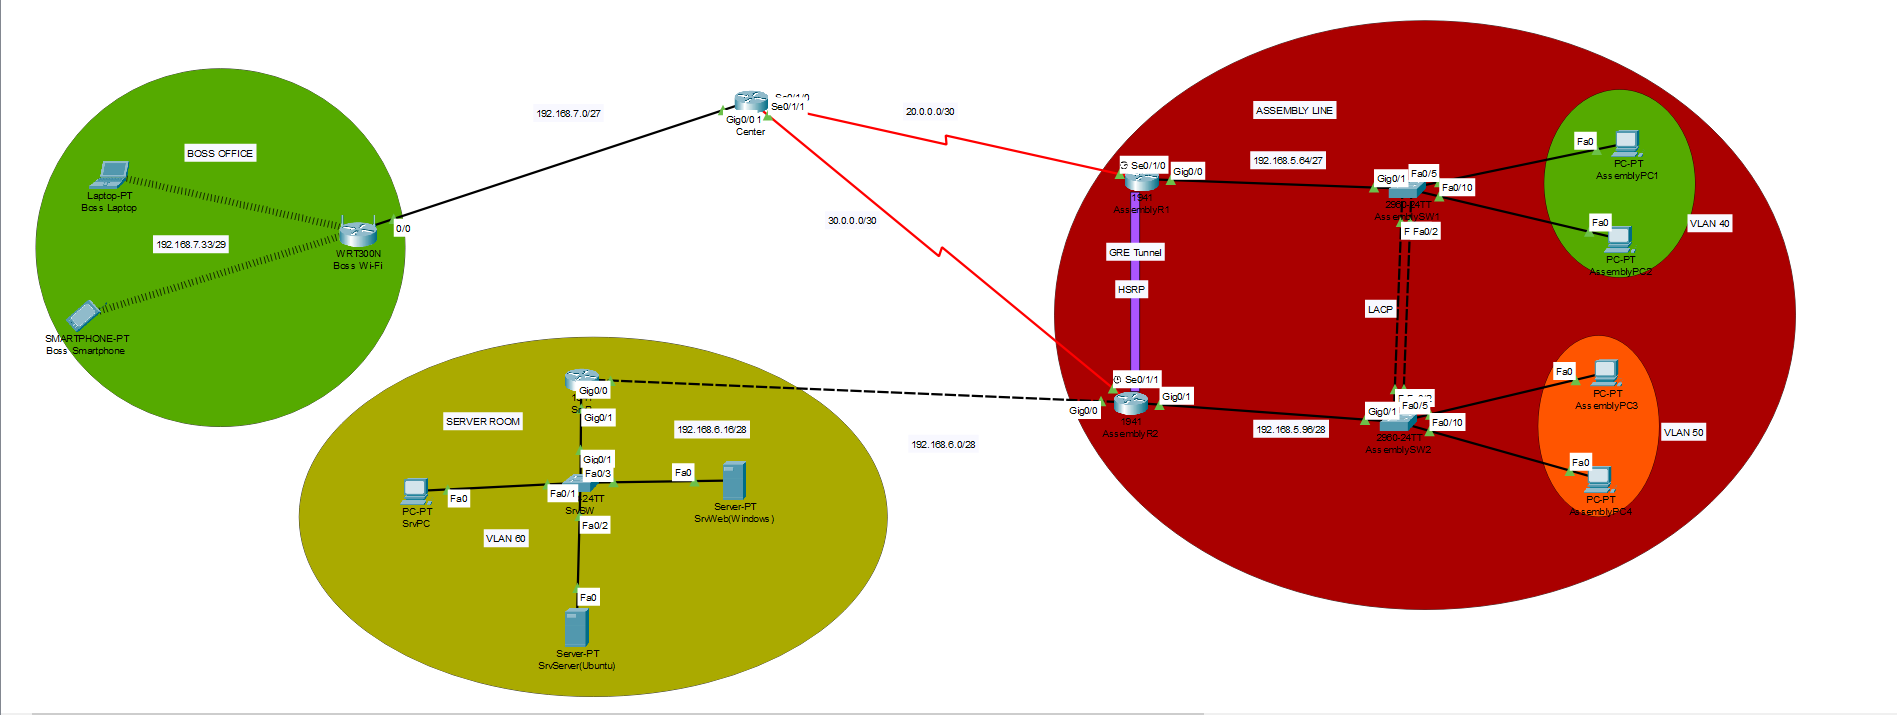 BOSS OFFICE
Laptop-PT
Boss Laptop
192.168.7.33/29
SMARTPHONE-PT
Boss Smartphone
WRT300N
Boss Wi-Fi
0/0
192.168.7.0/27
Se0/1/0
Se0/1/1
Gig0/0
Center
20.0.0.0/30
30.0.0.0/30
ASSEMBLY LINE
Se0/1/0
Gig0/0
1941
AssemblyR1
192.168.5.64/27
Gig0/1
Fa0/5
Fa0/10
2960-24TT
AssemblySW1
Fa0/2
Fa0
PC-PT
AssemblyPC1
Fa0
PC-PT
AssemblyPC2
VLAN 40
GRE Tunnel
HSRP
LACP
Se0/1/1
Gig0/1
Gig0/0
1941
AssemblyR2
192.168.5.96/28
Gig0/1
Fa0/5
Fa0/10
2960-24TT
AssemblySW2
Fa0
PC-PT
AssemblyPC3
Fa0
PC-PT
AssemblyPC4
VLAN 50
192.168.6.0/28
SERVER ROOM
Gig0/0
Gig0/1
192.168.6.16/28
Gig0/1
Fa0/3
Fa0/1
24TT
SrvSW
Fa0/2
Fa0
PC-PT
SrvPC
Fa0
Server-PT
SrvWeb(Windows)
VLAN 60
Fa0
Server-PT
SrvServer(Ubuntu)